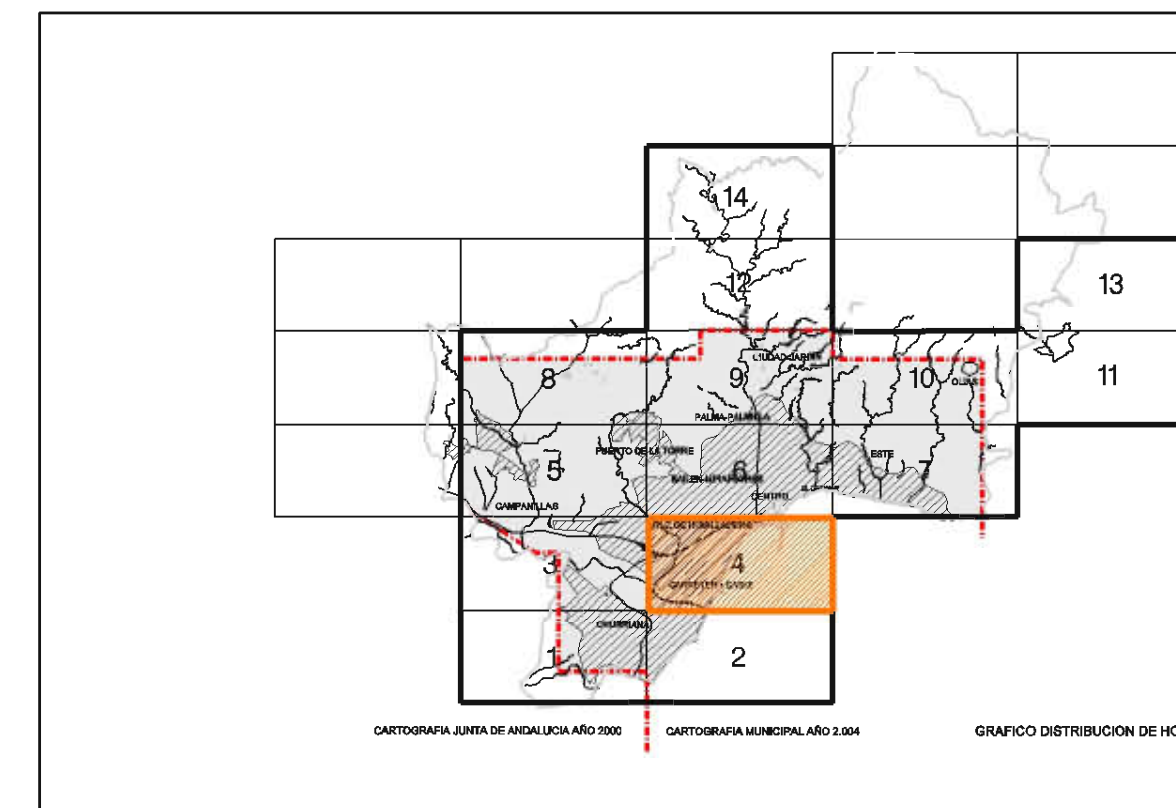 14
12
13
CIUDAD JARDIN
8
9
10
11
OLIAS
PALMA-PALMILLA
PUERTO DE LA TORRE
ESTE
5
6
7
CENTRO
CAMPANILLAS
3
4
CHURRIANA
1
2
CARTOGRAFIA JUNTA DE ANDALUCIA AÑO 2000
CARTOGRAFIA MUNICIPAL AÑO 2.004
GRAFICO DISTRIBUCION DE HO